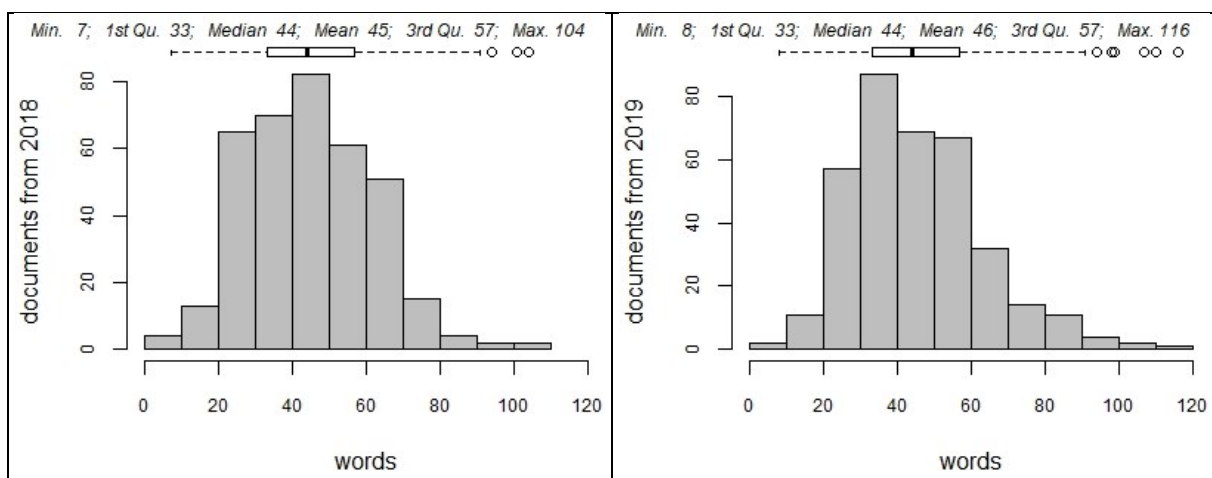 Min. 7; 1st Qu. 33; Median 44; Mean 45; 3rd Qu. 57; Max. 104
documents from 2018
80
60
40
20
0
0 20 40 60 80 100 120
words
Min. 8; 1st Qu. 33; Median 44; Mean 46; 3rd Qu. 57; Max. 116
documents from 2019
80
60
40
20
0
0 20 40 60 80 100 120
words